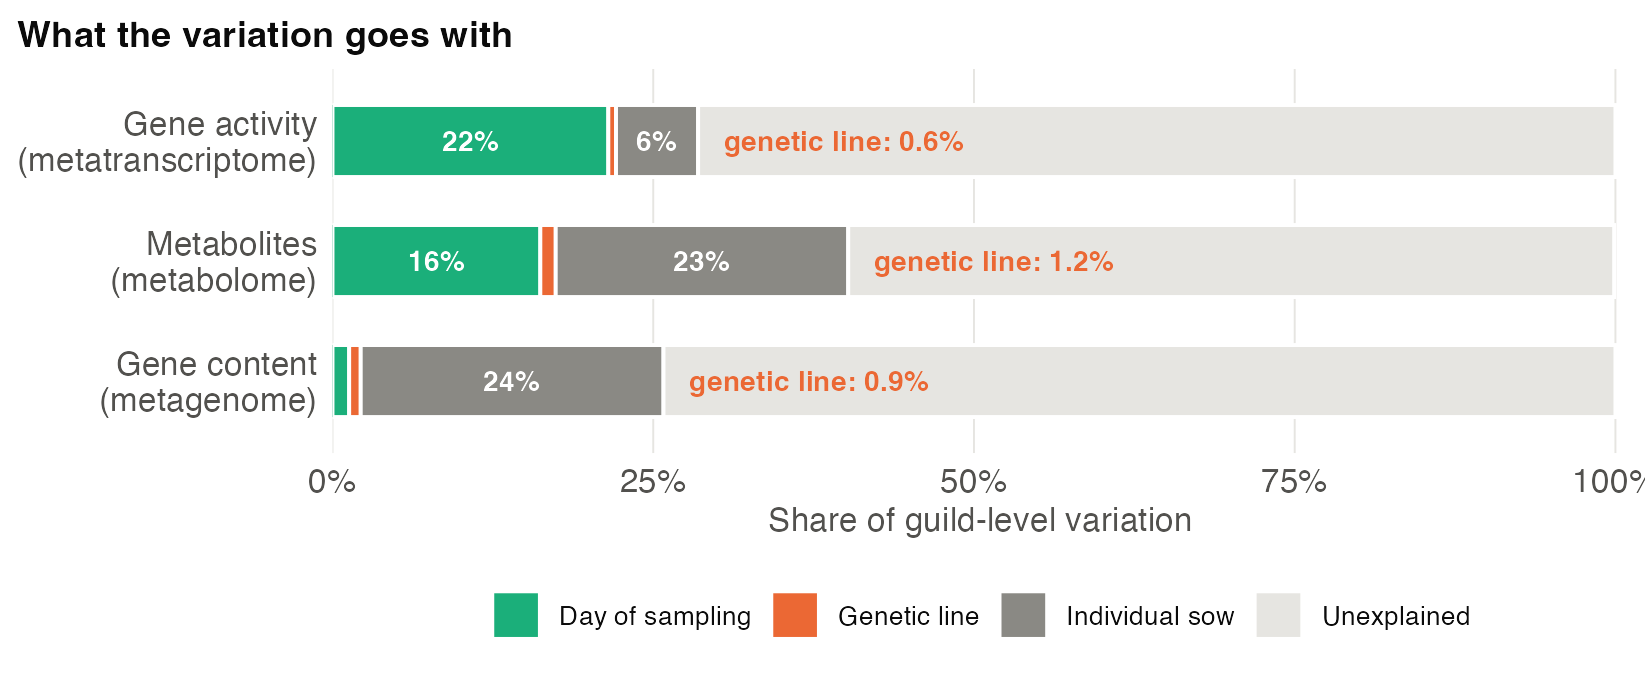 What the variation goes with
Gene activity
(metatranscriptome)
22%
6%
genetic line: 0.6%
Metabolites
(metabolome)
16%
23%
genetic line: 1.2%
Gene content
(metagenome)
24%
genetic line: 0.9%
0%
25%
50%
75%
100%
Share of guild-level variation
Day of sampling
Genetic line
Individual sow
Unexplained